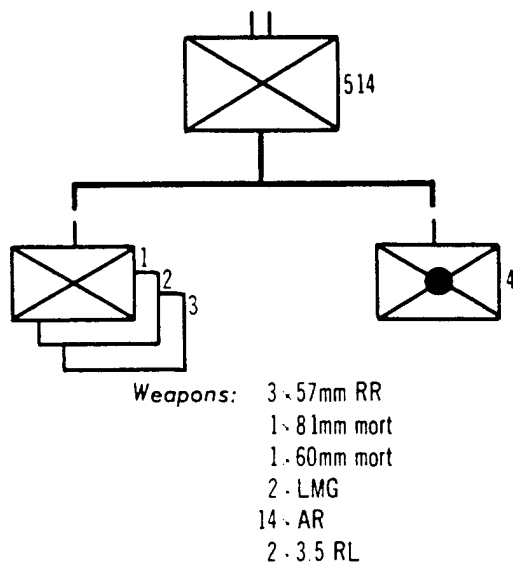 514
1
2
3
4
Weapons: 3 - 57mm RR
1 - 81mm mort
1 - 60mm mort
2 - LMG
14 - AR
2 - 3.5 RL